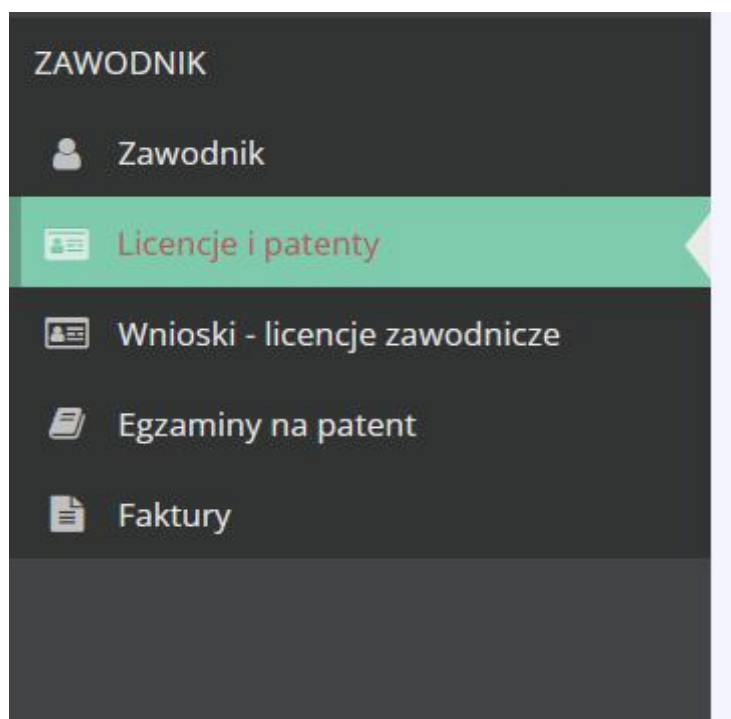 ZAWODNIK
Zawodnik
Licencje i patenty
Wnioski - licencje zawodnicze
Egzaminy na patent
Faktury